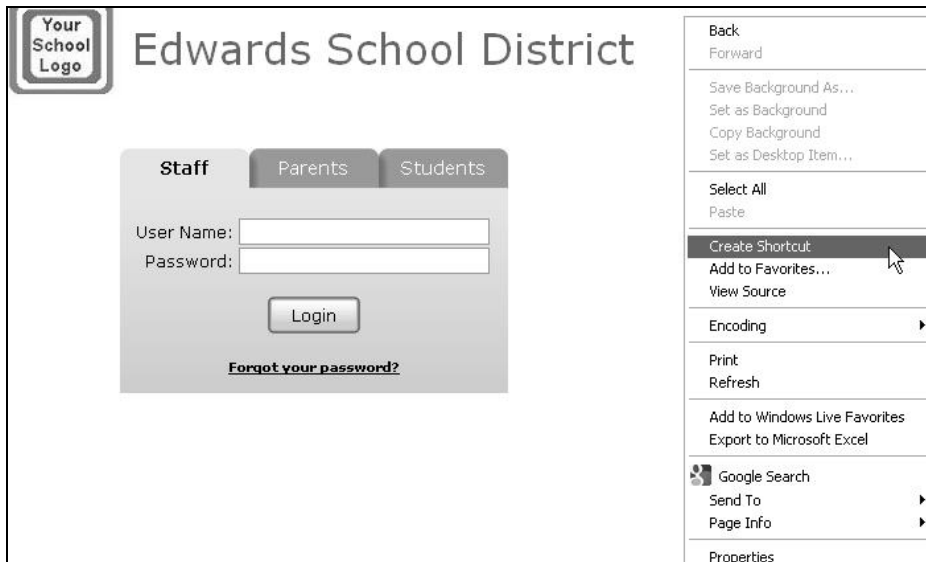 Your
School
Logo
Edwards School District
Staff
Parents
Students
User Name:
Password:
Login
Forgot your password?
Back
Forward
Save Background As...
Set as Background
Copy Background
Set as Desktop Item...
Select All
Paste
Create Shortcut
Add to Favorites...
View Source
Encoding
Print
Refresh
Add to Windows Live Favorites
Export to Microsoft Excel
Google Search
Send To
Page Info
Properties